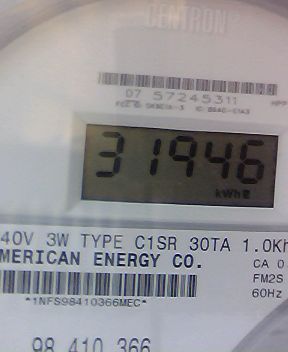 CENTRON®
07 57245311
31946
kWh
40V 3W TYPE C1SR 30TA 1.0Kh
MERICAN ENERGY CO.
CA 0
FM2S
60Hz
*1NFS98410366MEC*
98 410 366